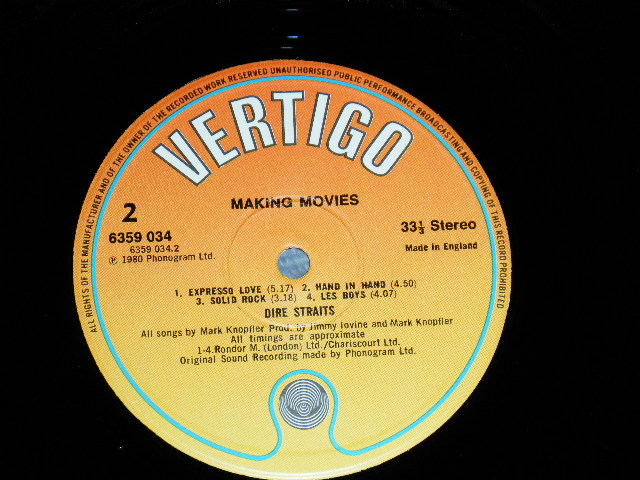 ALL RIGHTS OF THE MANUFACTURER AND OF THE OWNER OF THE RECORDED WORK RESERVED UNAUTHORISED PUBLIC PERFORMANCE BROADCASTING AND COPYING OF THIS RECORD PROHIBITED
VERTIGO
MAKING MOVIES
2
33⅓ Stereo
6359 034
6359 034.2
Made in England
℗ 1980 Phonogram Ltd.
1. EXPRESSO LOVE (5.17) 2. HAND IN HAND (4.50)
3. SOLID ROCK (3.18) 4. LES BOYS (4.07)
DIRE STRAITS
All songs by Mark Knopfler Prod. by Jimmy Iovine and Mark Knopfler
All timings are approximate
1-4.Rondor M. (London) Ltd./Chariscourt Ltd.
Original Sound Recording made by Phonogram Ltd.